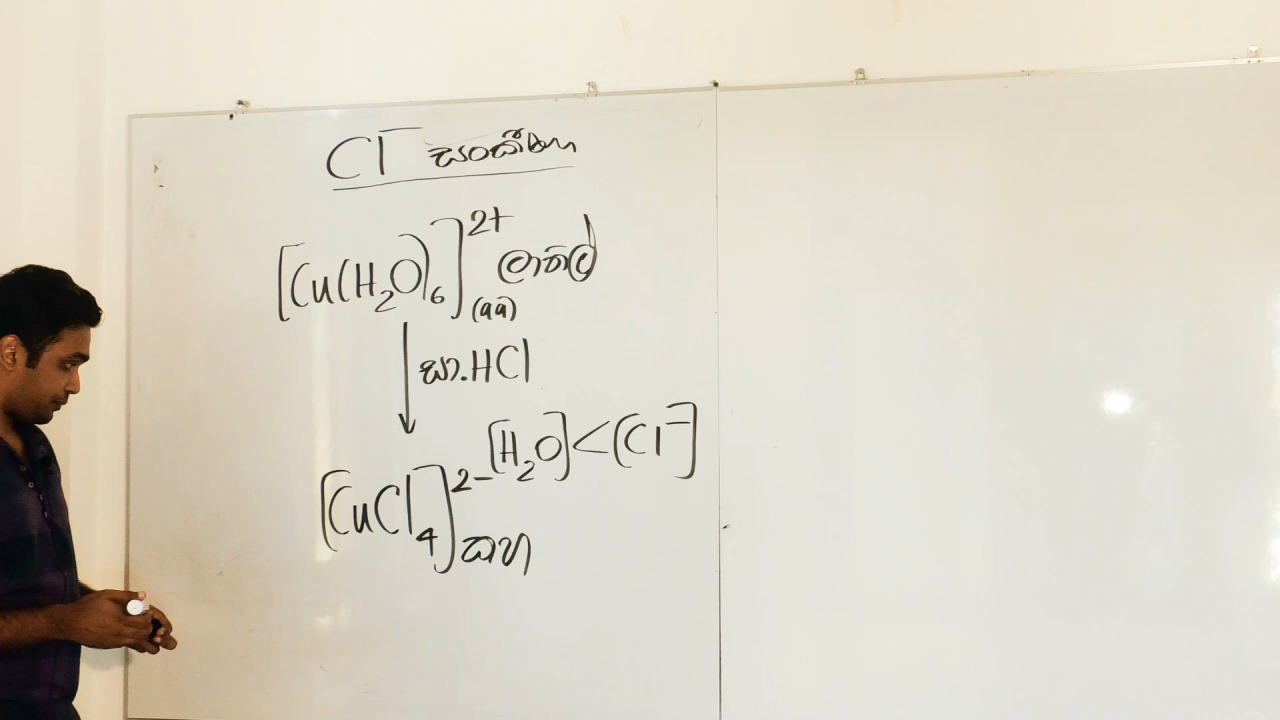 Cl⁻ සංකීර්ණ
[Cu(H₂O)₆]²⁺(aq) ලානිල්
සා.HCl
[H₂O] < [Cl⁻]
[CuCl₄]²⁻ කහ